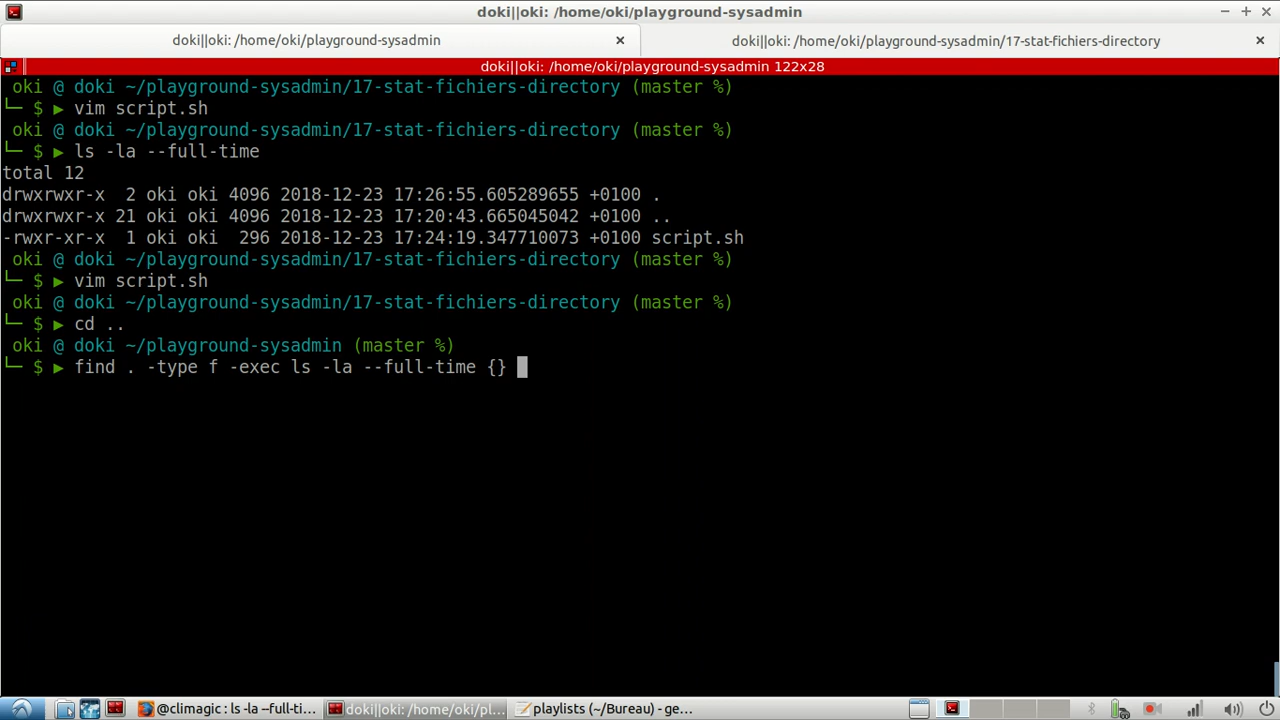 doki||oki: /home/oki/playground-sysadmin
doki||oki: /home/oki/playground-sysadmin
doki||oki: /home/oki/playground-sysadmin/17-stat-fichiers-directory
doki||oki: /home/oki/playground-sysadmin 122x28
oki @ doki ~/playground-sysadmin/17-stat-fichiers-directory (master %)
└─ $ ▶ vim script.sh
oki @ doki ~/playground-sysadmin/17-stat-fichiers-directory (master %)
└─ $ ▶ ls -la --full-time
total 12
drwxrwxr-x  2 oki oki 4096 2018-12-23 17:26:55.605289655 +0100 .
drwxrwxr-x 21 oki oki 4096 2018-12-23 17:20:43.665045042 +0100 ..
-rwxr-xr-x  1 oki oki  296 2018-12-23 17:24:19.347710073 +0100 script.sh
oki @ doki ~/playground-sysadmin/17-stat-fichiers-directory (master %)
└─ $ ▶ vim script.sh
oki @ doki ~/playground-sysadmin/17-stat-fichiers-directory (master %)
└─ $ ▶ cd ..
oki @ doki ~/playground-sysadmin (master %)
└─ $ ▶ find . -type f -exec ls -la --full-time {}
@climagic : ls -la –full-ti...
doki||oki: /home/oki/pl...
playlists (~/Bureau) - ge...